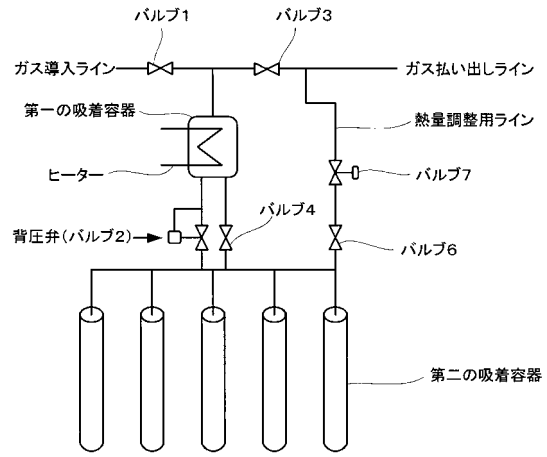 バルブ1
バルブ3
ガス導入ライン
ガス払い出しライン
第一の吸着容器
熱量調整用ライン
ヒーター
バルブ7
バルブ4
背圧弁(バルブ2)
バルブ6
第二の吸着容器